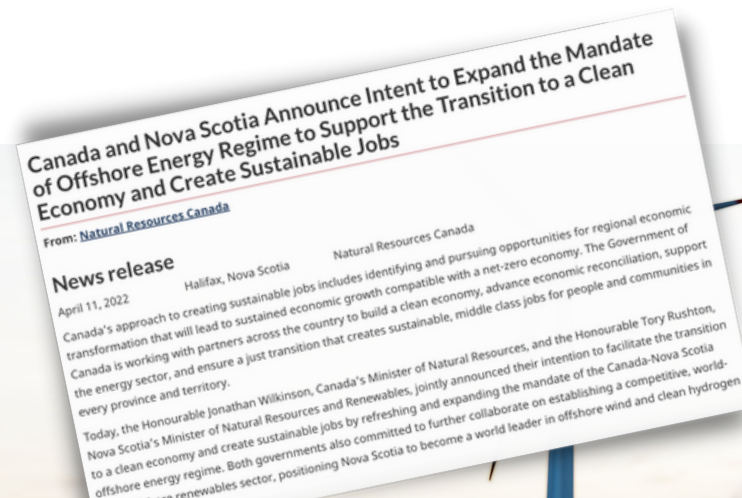 Canada and Nova Scotia Announce Intent to Expand the Mandate
of Offshore Energy Regime to Support the Transition to a Clean
Economy and Create Sustainable Jobs
From: Natural Resources Canada
News release
April 11, 2022 Halifax, Nova Scotia Natural Resources Canada
Canada's approach to creating sustainable jobs includes identifying and pursuing opportunities for regional economic
transformation that will lead to sustained economic growth compatible with a net-zero economy. The Government of
Canada is working with partners across the country to build a clean economy, advance economic reconciliation, support
the energy sector, and ensure a just transition that creates sustainable, middle class jobs for people and communities in
every province and territory.
Today, the Honourable Jonathan Wilkinson, Canada's Minister of Natural Resources, and the Honourable Tory Rushton,
Nova Scotia's Minister of Natural Resources and Renewables, jointly announced their intention to facilitate the transition
to a clean economy and create sustainable jobs by refreshing and expanding the mandate of the Canada-Nova Scotia
offshore energy regime. Both governments also committed to further collaborate on establishing a competitive, world-
renewables sector, positioning Nova Scotia to become a world leader in offshore wind and clean hydrogen